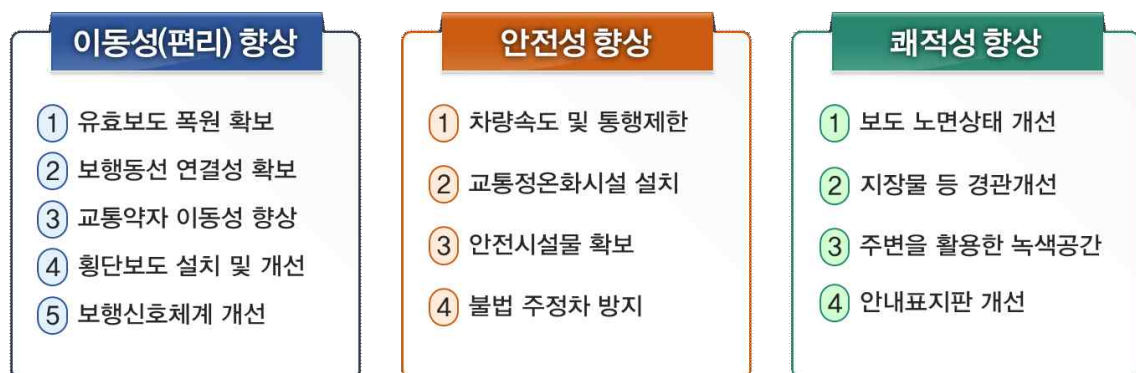 이동성(편리) 향상
1 유효보도 폭원 확보
2 보행동선 연결성 확보
3 교통약자 이동성 향상
4 횡단보도 설치 및 개선
5 보행신호체계 개선
안전성 향상
1 차량속도 및 통행제한
2 교통정온화시설 설치
3 안전시설물 확보
4 불법 주정차 방지
쾌적성 향상
1 보도 노면상태 개선
2 지장물 등 경관개선
3 주변을 활용한 녹색공간
4 안내표지판 개선